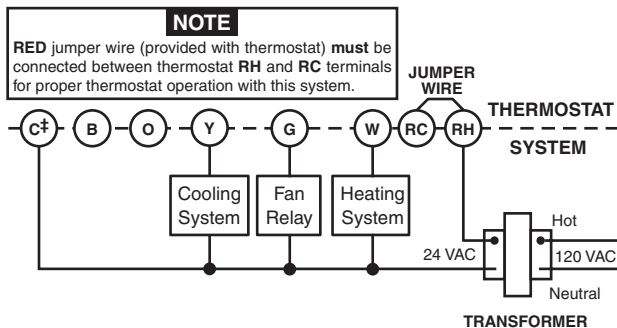 NOTE
RED jumper wire (provided with thermostat) must be
connected between thermostat RH and RC terminals
for proper thermostat operation with this system.
JUMPER
WIRE
C‡ B O Y G W RC RH
THERMOSTAT
SYSTEM
Cooling
System
Fan
Relay
Heating
System
24 VAC
Hot
120 VAC
Neutral
TRANSFORMER